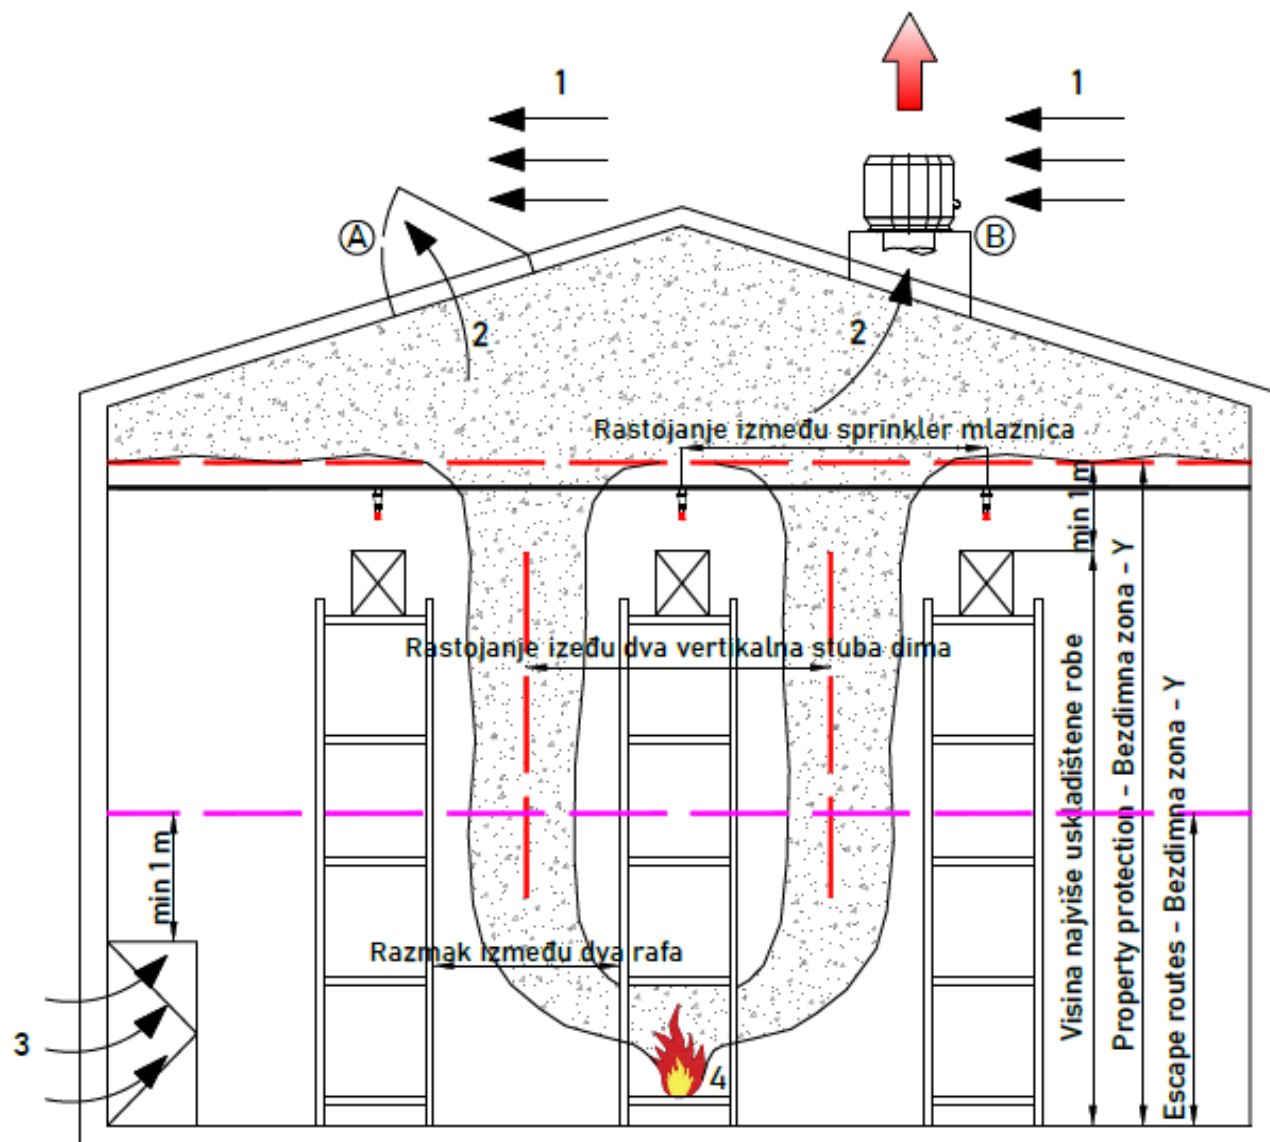 1
1
A
B
2
2
Rastojanje između sprinkler mlaznica
min 1 m
Rastojanje izeđu dva vertikalna stuba dima
min 1 m
Razmak između dva rafa
Visina najviše uskladištene robe
Property protection - Bezdimna zona - Y
Escape routes - Bezdimna zona - Y
3
4